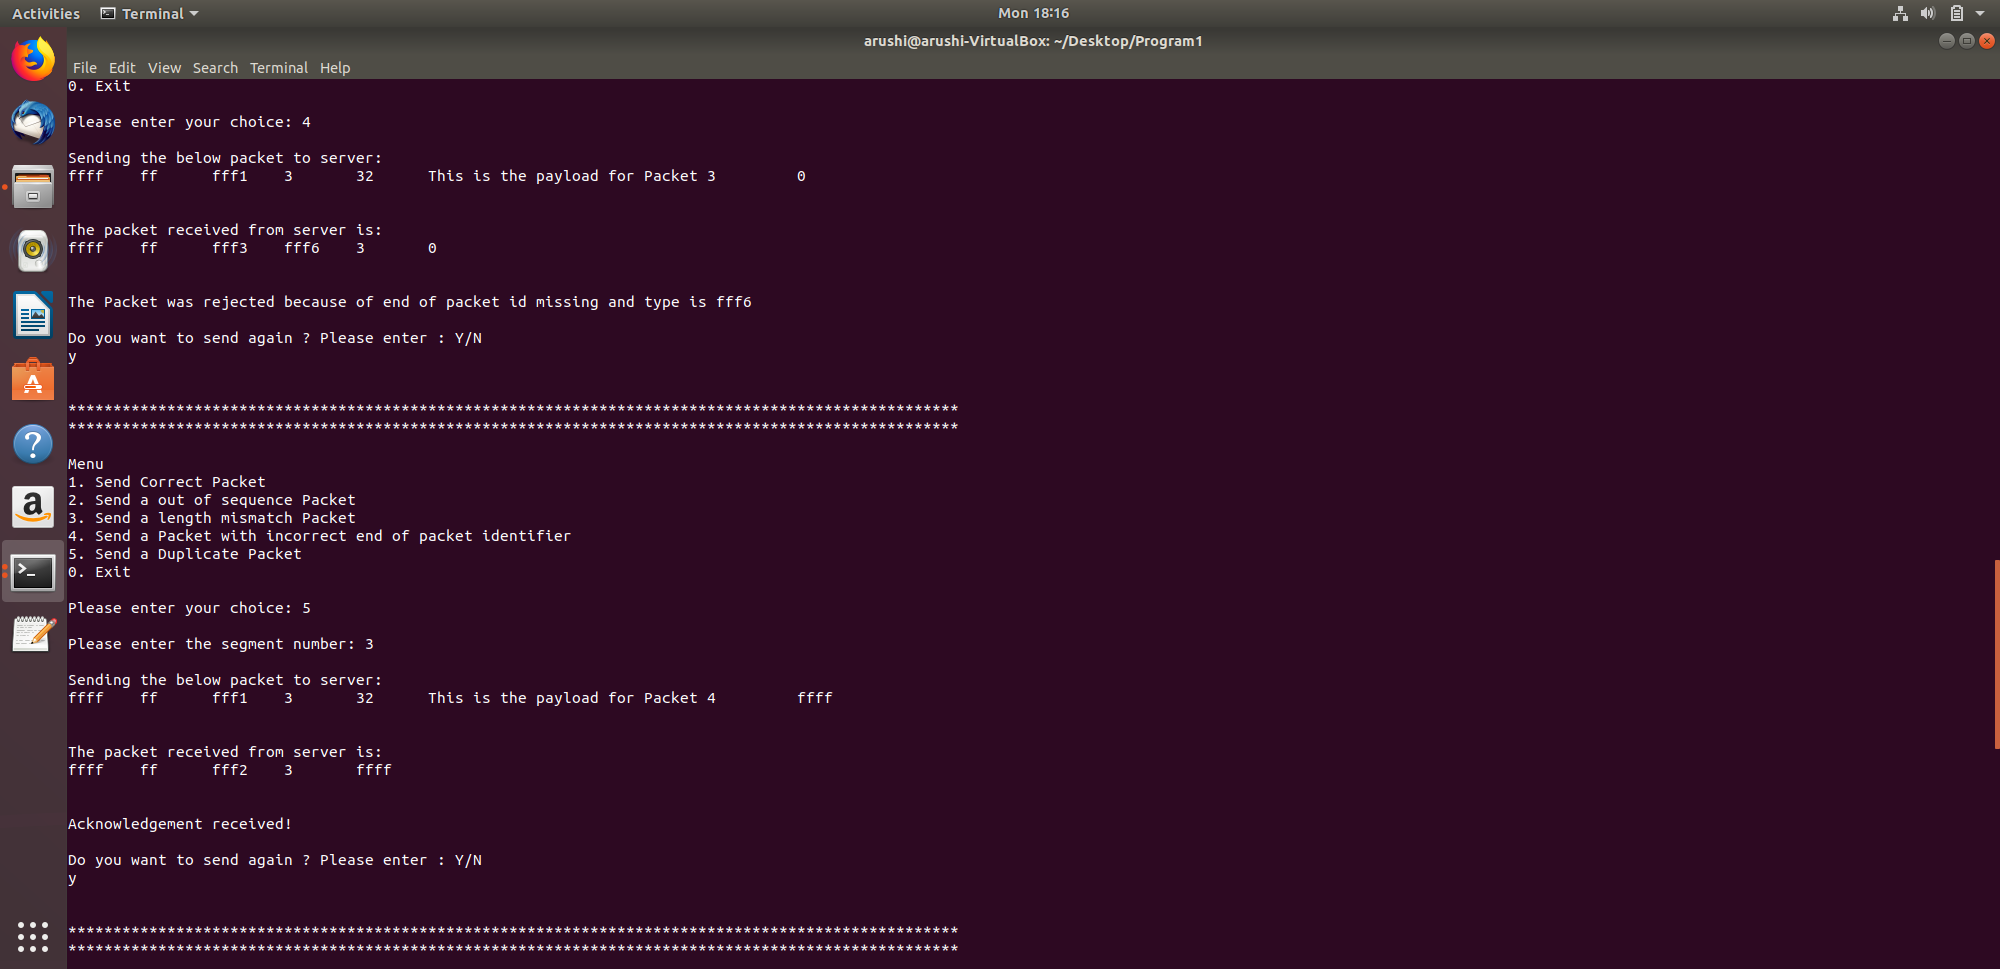 Activities Terminal Mon 18:16
arushi@arushi-VirtualBox: ~/Desktop/Program1
File Edit View Search Terminal Help
0. Exit
Please enter your choice: 4
Sending the below packet to server:
ffff ff fff1 3 32 This is the payload for Packet 3 0
The packet received from server is:
ffff ff fff3 fff6 3 0
The Packet was rejected because of end of packet id missing and type is fff6
Do you want to send again ? Please enter : Y/N
y
***************************************************************************************************
***************************************************************************************************
Menu
1. Send Correct Packet
2. Send a out of sequence Packet
3. Send a length mismatch Packet
4. Send a Packet with incorrect end of packet identifier
5. Send a Duplicate Packet
0. Exit
Please enter your choice: 5
Please enter the segment number: 3
Sending the below packet to server:
ffff ff fff1 3 32 This is the payload for Packet 4 ffff
The packet received from server is:
ffff ff fff2 3 ffff
Acknowledgement received!
Do you want to send again ? Please enter : Y/N
y
***************************************************************************************************
***************************************************************************************************